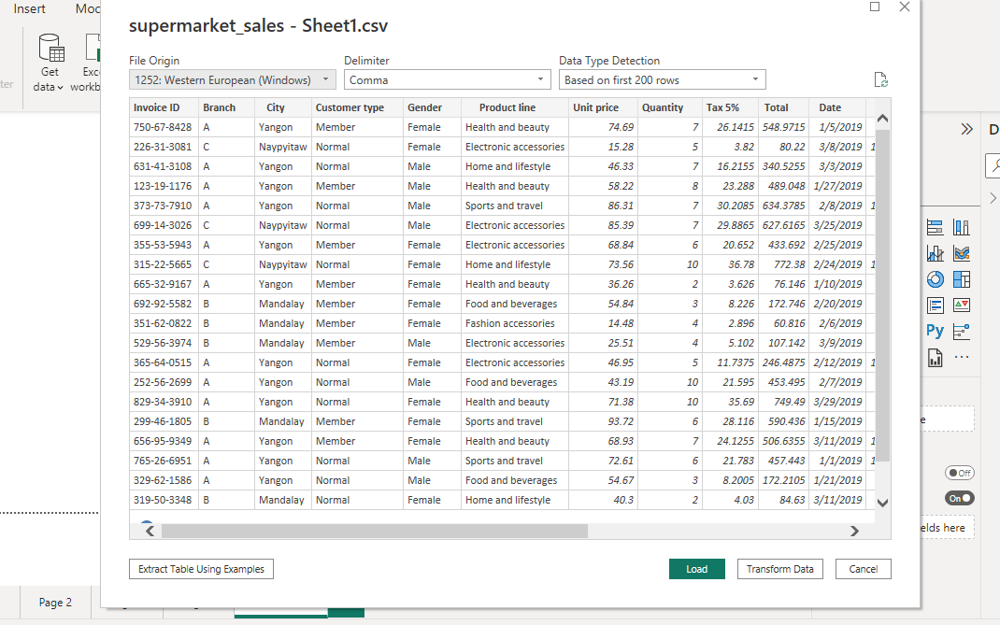 Insert Moc
supermarket_sales - Sheet1.csv
File Origin Delimiter Data Type Detection
1252: Western European (Windows) Comma Based on first 200 rows
Get
data
Exc
workb
ter
Invoice ID Branch City Customer type Gender Product line Unit price Quantity Tax 5% Total Date
750-67-8428 A Yangon Member Female Health and beauty 74.69 7 26.1415 548.9715 1/5/2019
226-31-3081 C Naypyitaw Normal Female Electronic accessories 15.28 5 3.82 80.22 3/8/2019 1
631-41-3108 A Yangon Normal Male Home and lifestyle 46.33 7 16.2155 340.5255 3/3/2019
123-19-1176 A Yangon Member Male Health and beauty 58.22 8 23.288 489.048 1/27/2019
373-73-7910 A Yangon Normal Male Sports and travel 86.31 7 30.2085 634.3785 2/8/2019 1
699-14-3026 C Naypyitaw Normal Male Electronic accessories 85.39 7 29.8865 627.6165 3/25/2019
355-53-5943 A Yangon Member Female Electronic accessories 68.84 6 20.652 433.692 2/25/2019
315-22-5665 C Naypyitaw Normal Female Home and lifestyle 73.56 10 36.78 772.38 2/24/2019 1
665-32-9167 A Yangon Member Female Health and beauty 36.26 2 3.626 76.146 1/10/2019
692-92-5582 B Mandalay Member Female Food and beverages 54.84 3 8.226 172.746 2/20/2019
351-62-0822 B Mandalay Member Female Fashion accessories 14.48 4 2.896 60.816 2/6/2019
529-56-3974 B Mandalay Member Male Electronic accessories 25.51 4 5.102 107.142 3/9/2019
365-64-0515 A Yangon Normal Female Electronic accessories 46.95 5 11.7375 246.4875 2/12/2019 1
252-56-2699 A Yangon Normal Male Food and beverages 43.19 10 21.595 453.495 2/7/2019
829-34-3910 A Yangon Normal Female Health and beauty 71.38 10 35.69 749.49 3/29/2019
299-46-1805 B Mandalay Member Female Sports and travel 93.72 6 28.116 590.436 1/15/2019
656-95-9349 A Yangon Member Female Health and beauty 68.93 7 24.1255 506.6355 3/11/2019 1
765-26-6951 A Yangon Normal Male Sports and travel 72.61 6 21.783 457.443 1/1/2019 1
329-62-1586 A Yangon Normal Male Food and beverages 54.67 3 8.2005 172.2105 1/21/2019
319-50-3348 B Mandalay Normal Female Home and lifestyle 40.3 2 4.03 84.63 3/11/2019
Extract Table Using Examples Load Transform Data Cancel
Page 2
D
Py
e
Off
On
elds here